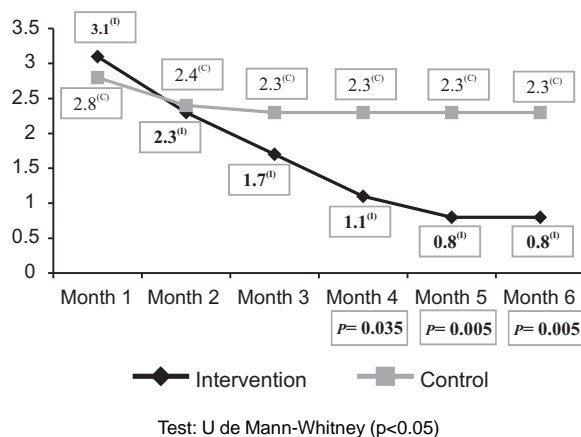 3.5
3
2.5
2
1.5
1
0.5
0
3.1(I)
2.8(C)
2.4(C)
2.3(I)
2.3(C)
1.7(I)
2.3(C)
1.1(I)
2.3(C)
0.8(I)
2.3(C)
0.8(I)
Month 1 Month 2 Month 3 Month 4 Month 5 Month 6
P= 0.035 P= 0.005 P= 0.005
Intervention Control
Test: U de Mann-Whitney (p<0.05)